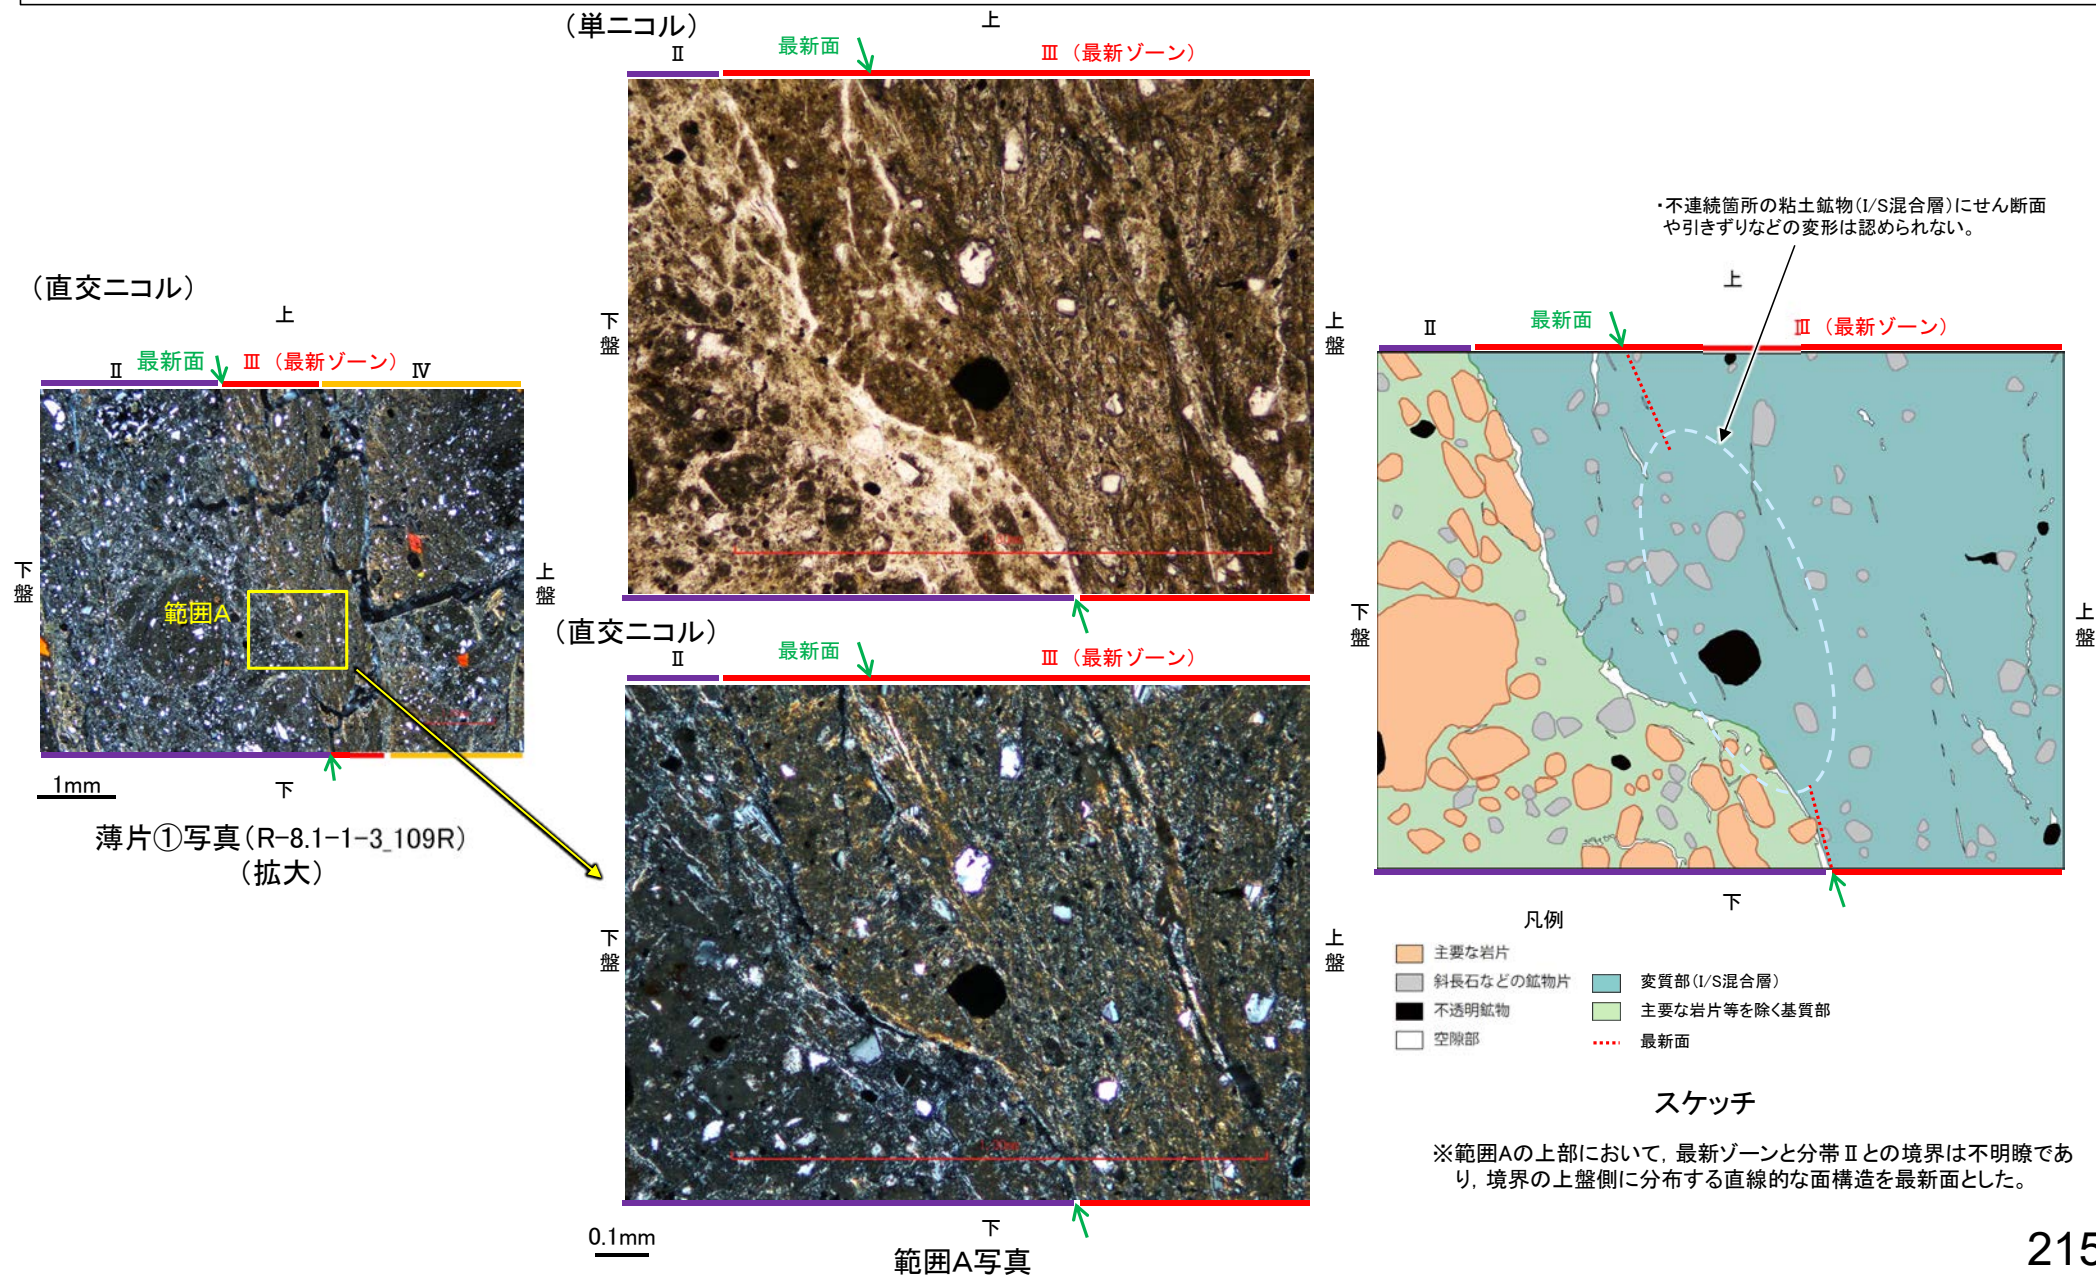 (単ニコル)
上
Ⅱ
最新面
Ⅲ(最新ゾーン)
下盤
上盤
(直交ニコル)
上
Ⅱ
最新面
Ⅲ(最新ゾーン)
Ⅳ
下盤
上盤
範囲A
1mm
下
薄片①写真(R-8.1-1-3_109R)
(拡大)
(直交ニコル)
Ⅱ
最新面
Ⅲ(最新ゾーン)
下盤
上盤
0.1mm
下
範囲A写真
・不連続箇所の粘土鉱物(I/S混合層)にせん断面
や引きずりなどの変形は認められない。
上
Ⅱ
最新面
Ⅲ(最新ゾーン)
下盤
上盤
下
凡例
主要な岩片
斜長石などの鉱物片
不透明鉱物
空隙部
変質部(I/S混合層)
主要な岩片等を除く基質部
最新面
スケッチ
※範囲Aの上部において,最新ゾーンと分帯Ⅱとの境界は不明瞭であ
り,境界の上盤側に分布する直線的な面構造を最新面とした。
215